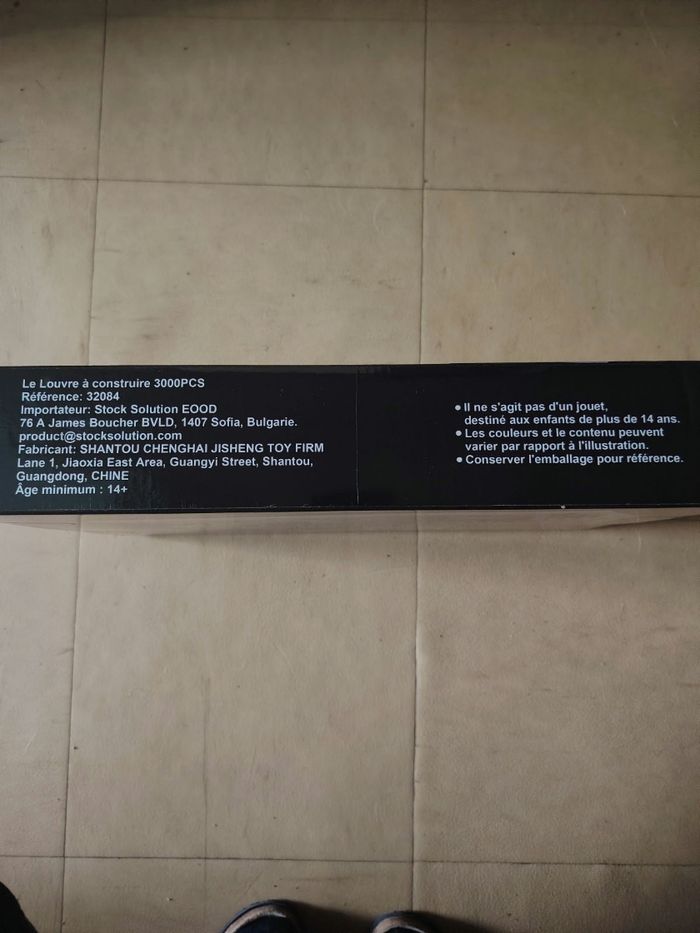 Le Louvre à construire 3000PCS
Référence: 32084
Importateur: Stock Solution EOOD
76 A James Boucher BVLD, 1407 Sofia, Bulgarie.
product@stocksolution.com
Fabricant: SHANTOU CHENGHAI JISHENG TOY FIRM
Lane 1, Jiaoxia East Area, Guangyi Street, Shantou,
Guangdong, CHINE
Âge minimum : 14+
● Il ne s'agit pas d'un jouet,
destiné aux enfants de plus de 14 ans.
● Les couleurs et le contenu peuvent
varier par rapport à l'illustration.
● Conserver l'emballage pour référence.